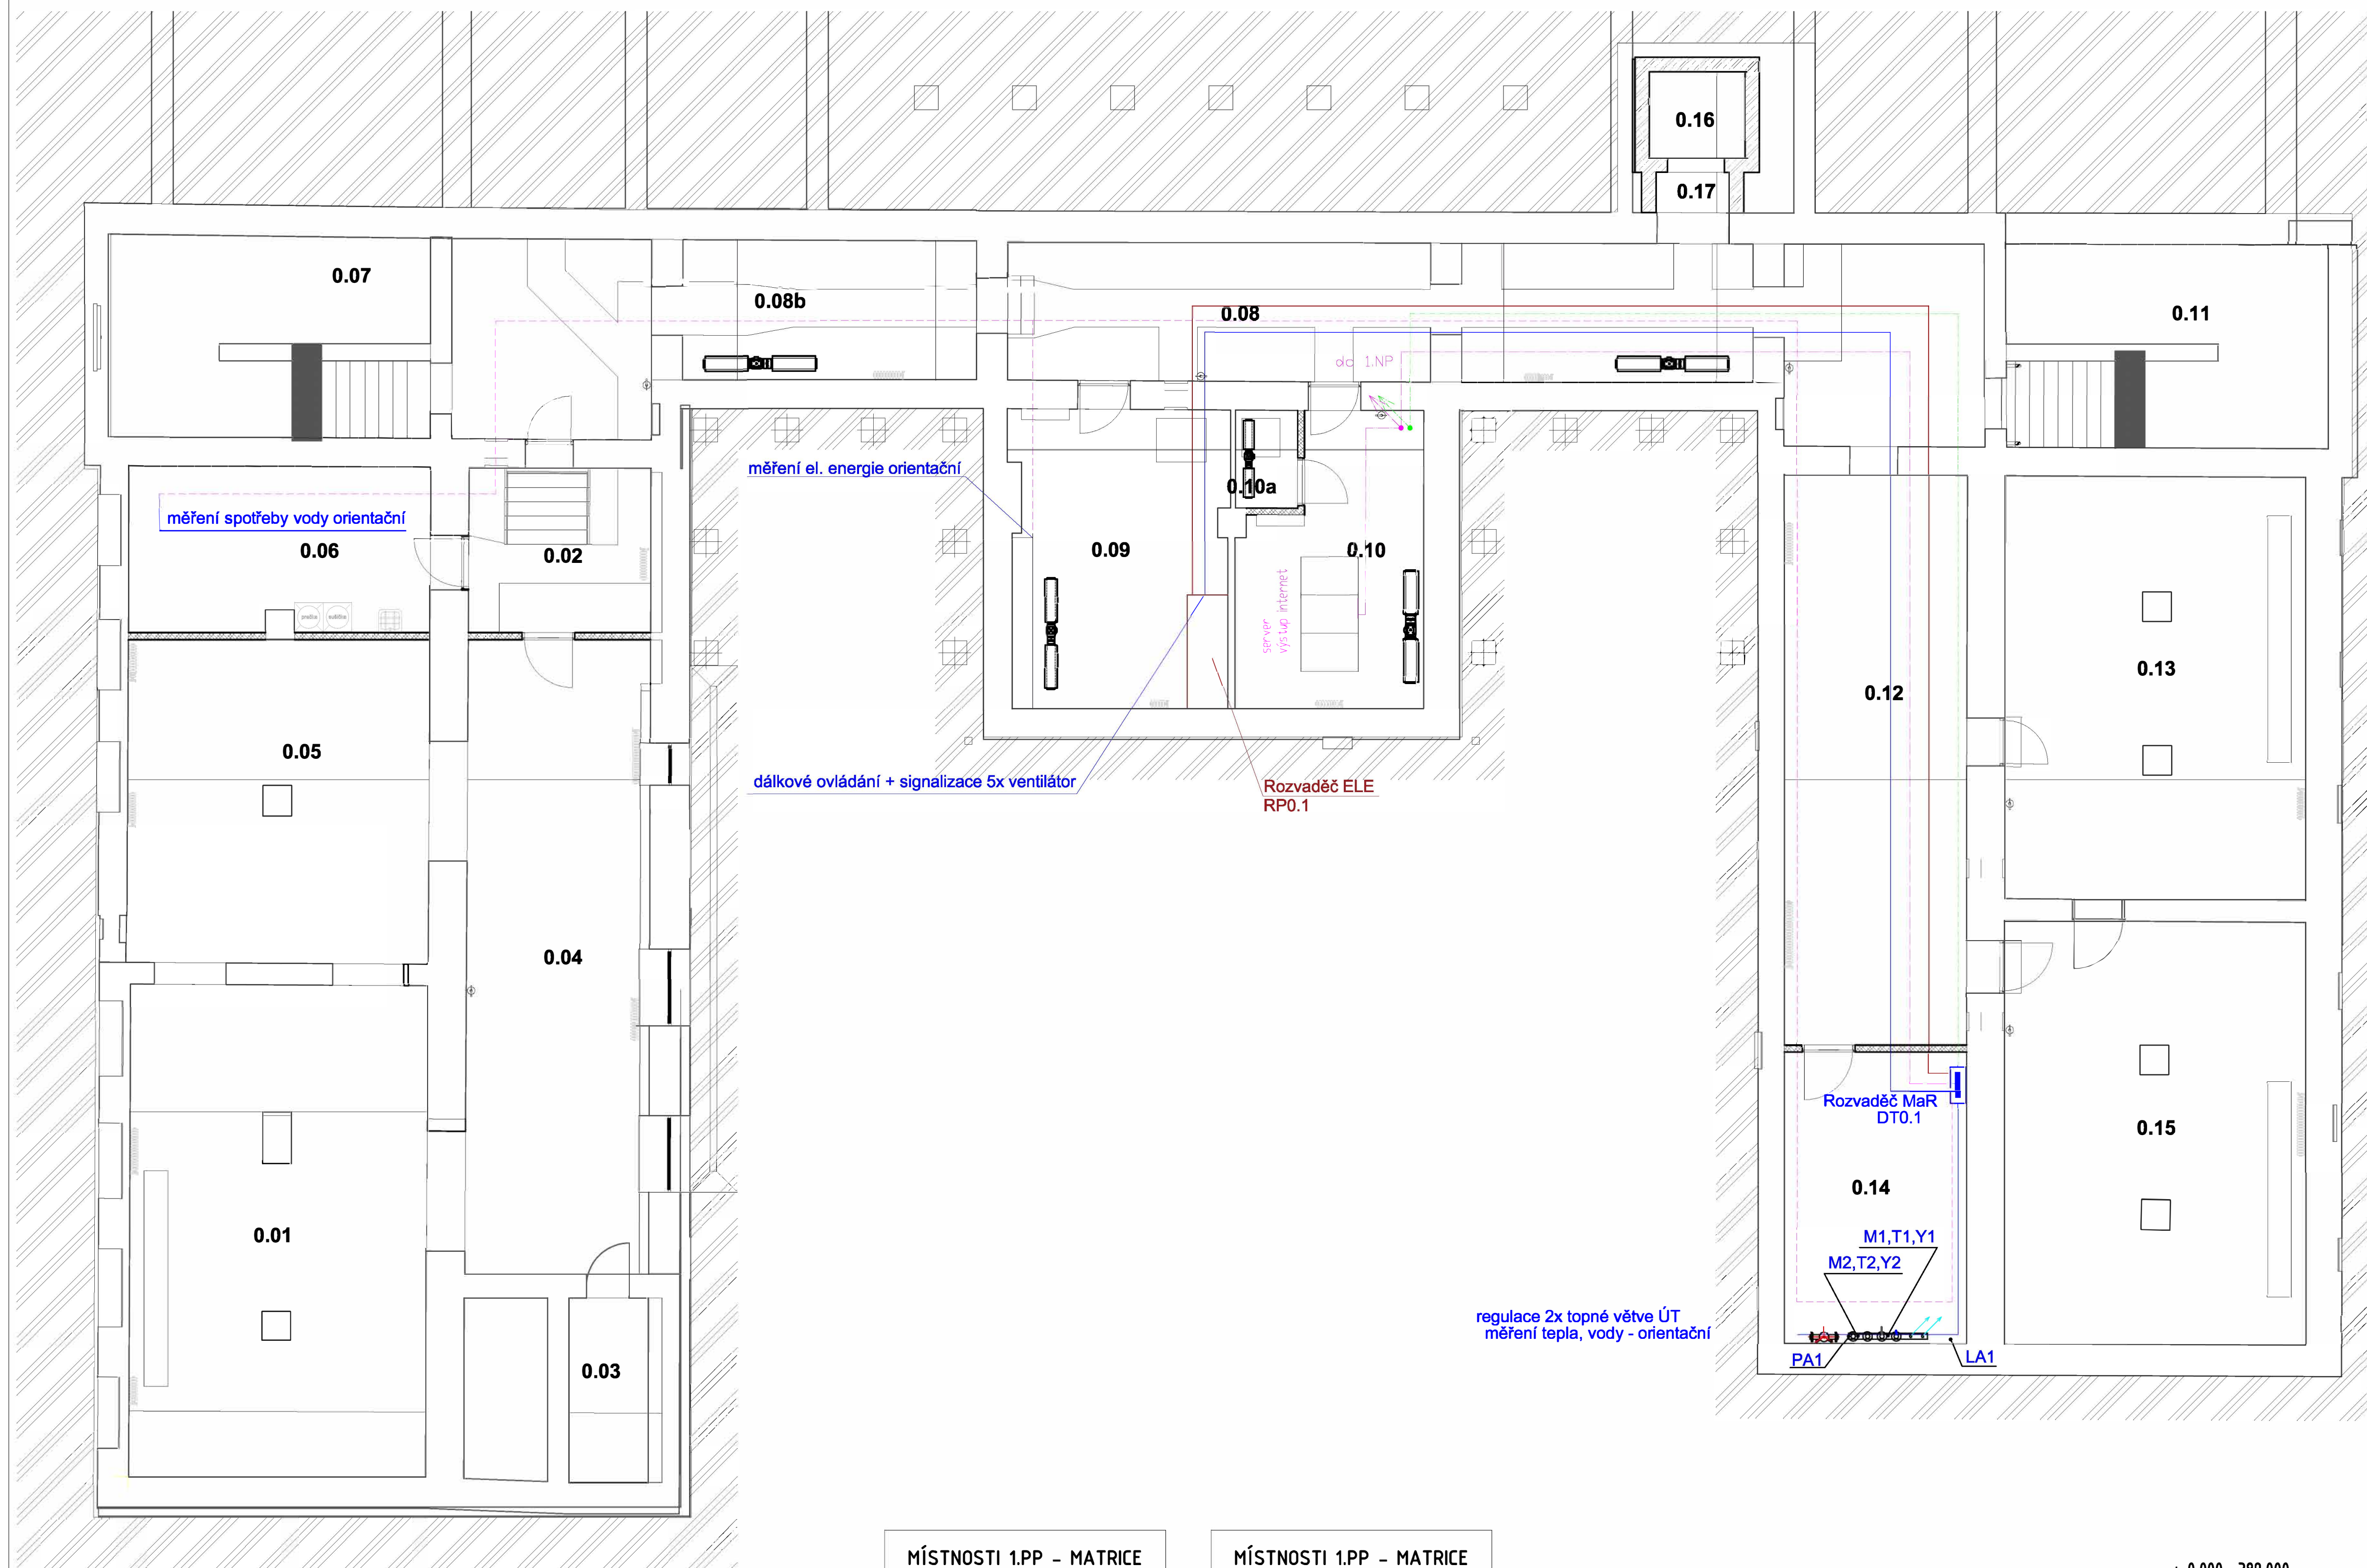 0.16
0.17
0.07
0.08b
0.08
0.11
do 1.NP
měření el. energie orientační
0.10a
měření spotřeby vody orientační
0.06
0.02
0.09
0.10
server
výstup internet
pračka
sušička
0.12
0.13
0.05
dálkové ovládání + signalizace 5x ventilátor
Rozvaděč ELE
RP0.1
0.04
Rozvaděč MaR
DT0.1
0.15
0.14
0.01
M1,T1,Y1
M2,T2,Y2
regulace 2x topné větve ÚT
měření tepla, vody - orientační
PA1
LA1
0.03
MÍSTNOSTI 1.PP - MATRICE
MÍSTNOSTI 1.PP - MATRICE